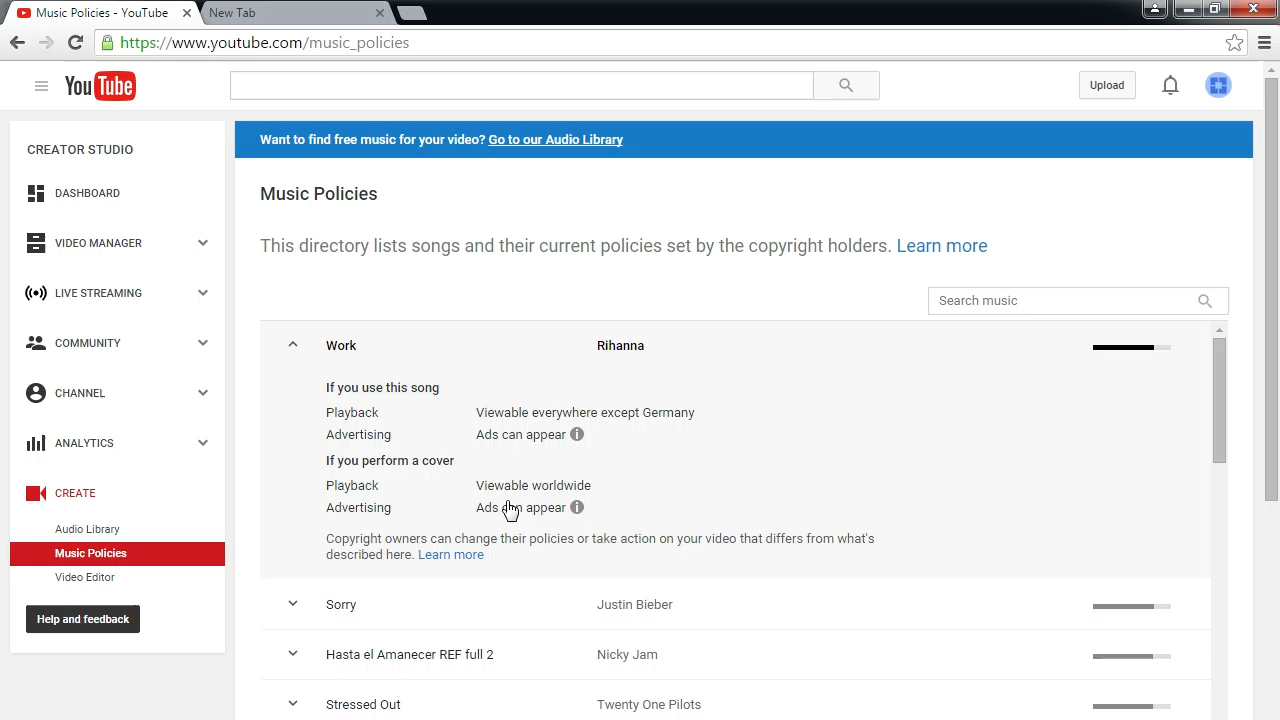 Music Policies - YouTube
New Tab
https://www.youtube.com/music_policies
YouTube
Upload
CREATOR STUDIO
DASHBOARD
VIDEO MANAGER
LIVE STREAMING
COMMUNITY
CHANNEL
ANALYTICS
CREATE
Audio Library
Music Policies
Video Editor
Help and feedback
Want to find free music for your video? Go to our Audio Library
Music Policies
This directory lists songs and their current policies set by the copyright holders. Learn more
Search music
Work Rihanna
If you use this song
Playback Viewable everywhere except Germany
Advertising Ads can appear
If you perform a cover
Playback Viewable worldwide
Advertising Ads can appear
Copyright owners can change their policies or take action on your video that differs from what's
described here. Learn more
Sorry Justin Bieber
Hasta el Amanecer REF full 2 Nicky Jam
Stressed Out Twenty One Pilots